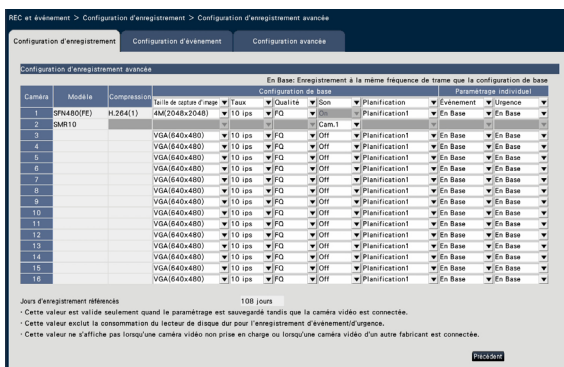 REC et évènement > Configuration d'enregistrement > Configuration d'enregistrement avancée
Configuration d'enregistrement Configuration d'évènement Configuration avancée
Configuration d'enregistrement avancée
En Base: Enregistrement à la même fréquence de trame que la configuration de base
Caméra Modèle Compression Configuration de base Paramétrage individuel
Taille de capture d'image Taux Qualité Son Planification Évènement Urgence
1 SFN480(FE) H.264(1) 4M(2048x2048) 10 ips FQ On Planification1 En Base En Base
2 SMR10 Cam.1
3 VGA(640x480) 10 ips FQ Off Planification1 En Base En Base
4 VGA(640x480) 10 ips FQ Off Planification1 En Base En Base
5 VGA(640x480) 10 ips FQ Off Planification1 En Base En Base
6 VGA(640x480) 10 ips FQ Off Planification1 En Base En Base
7 VGA(640x480) 10 ips FQ Off Planification1 En Base En Base
8 VGA(640x480) 10 ips FQ Off Planification1 En Base En Base
9 VGA(640x480) 10 ips FQ Off Planification1 En Base En Base
10 VGA(640x480) 10 ips FQ Off Planification1 En Base En Base
11 VGA(640x480) 10 ips FQ Off Planification1 En Base En Base
12 VGA(640x480) 10 ips FQ Off Planification1 En Base En Base
13 VGA(640x480) 10 ips FQ Off Planification1 En Base En Base
14 VGA(640x480) 10 ips FQ Off Planification1 En Base En Base
15 VGA(640x480) 10 ips FQ Off Planification1 En Base En Base
16 VGA(640x480) 10 ips FQ Off Planification1 En Base En Base
Jours d'enregistrement référencés 108 jours
· Cette valeur est valide seulement quand le paramétrage est sauvegardé tandis que la caméra vidéo est connectée.
· Cette valeur exclut la consommation du lecteur de disque dur pour l'enregistrement d'évènement/d'urgence.
· Cette valeur ne s'affiche pas lorsqu'une caméra vidéo non prise en charge ou lorsqu'une caméra vidéo d'un autre fabricant est connectée.
Précédent